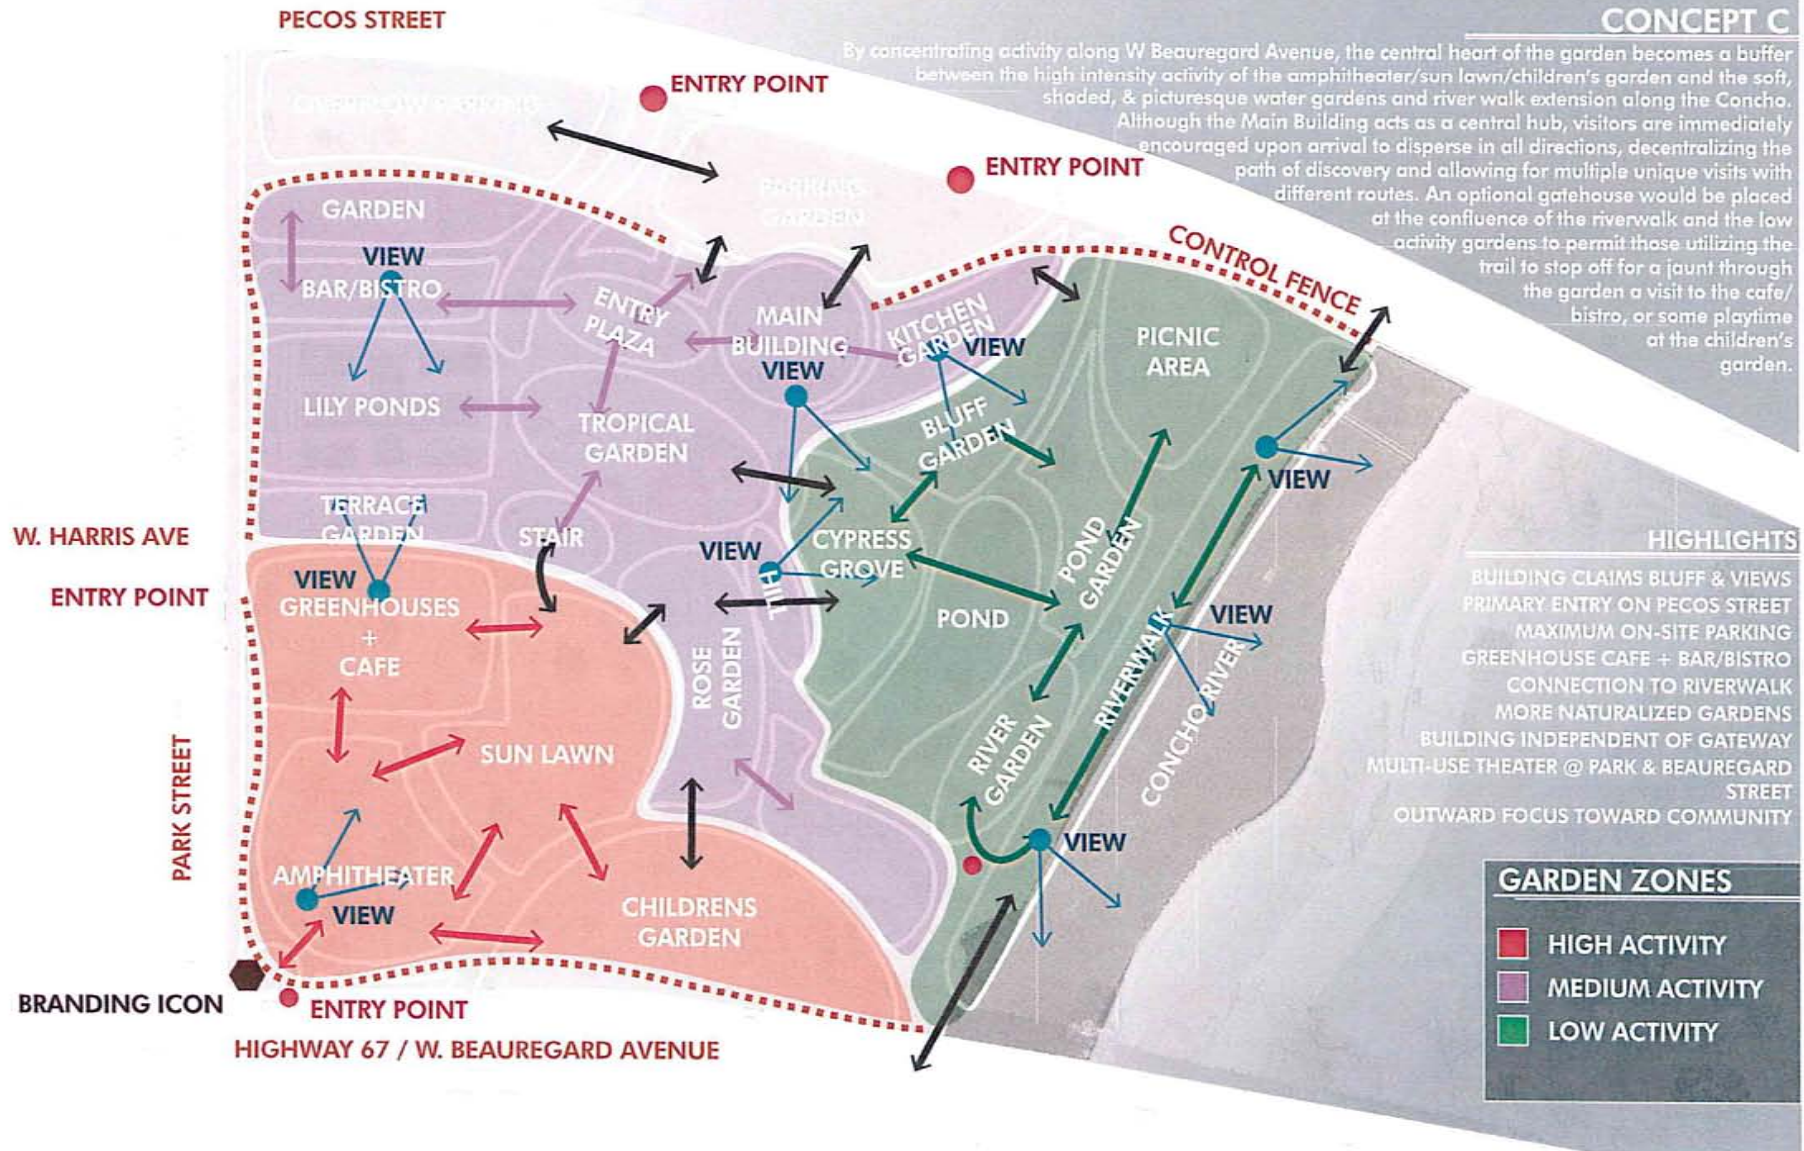 PECOS STREET
CONCEPT C
By concentrating activity along W Beauregard Avenue, the central heart of the garden becomes a buffer
between the high intensity activity of the amphitheater/sun lawn/children's garden and the soft,
shaded, & picturesque water gardens and river walk extension along the Concho.
Although the Main Building acts as a central hub, visitors are immediately
encouraged upon arrival to disperse in all directions, decentralizing the
path of discovery and allowing for multiple unique visits with
different routes. An optional gatehouse would be placed
at the confluence of the riverwalk and the low
activity gardens to permit those utilizing the
trail to stop off for a jaunt through
the garden a visit to the cafe/
bistro, or some playtime
at the children's
garden.
ENTRY POINT
OVERFLOW PARKING
ENTRY POINT
PARKING
GARDEN
CONTROL FENCE
GARDEN
VIEW
BAR/BISTRO
ENTRY
PLAZA
MAIN
BUILDING
VIEW
KITCHEN
GARDEN
VIEW
PICNIC
AREA
LILY PONDS
TROPICAL
GARDEN
BLUFF
GARDEN
VIEW
TERRACE
GARDEN
STAIR
W. HARRIS AVE
ENTRY POINT
VIEW
GREENHOUSES
+
CAFE
VIEW
HILL
CYPRESS
GROVE
POND
GARDEN
POND
VIEW
RIVERWALK
CONCHO RIVER
ROSE
GARDEN
RIVER
GARDEN
SUN LAWN
PARK STREET
VIEW
AMPHITHEATER
VIEW
CHILDRENS
GARDEN
BRANDING ICON
ENTRY POINT
HIGHWAY 67 / W. BEAUREGARD AVENUE
HIGHLIGHTS
BUILDING CLAIMS BLUFF & VIEWS
PRIMARY ENTRY ON PECOS STREET
MAXIMUM ON-SITE PARKING
GREENHOUSE CAFE + BAR/BISTRO
CONNECTION TO RIVERWALK
MORE NATURALIZED GARDENS
BUILDING INDEPENDENT OF GATEWAY
MULTI-USE THEATER @ PARK & BEAUREGARD
STREET
OUTWARD FOCUS TOWARD COMMUNITY
GARDEN ZONES
HIGH ACTIVITY
MEDIUM ACTIVITY
LOW ACTIVITY